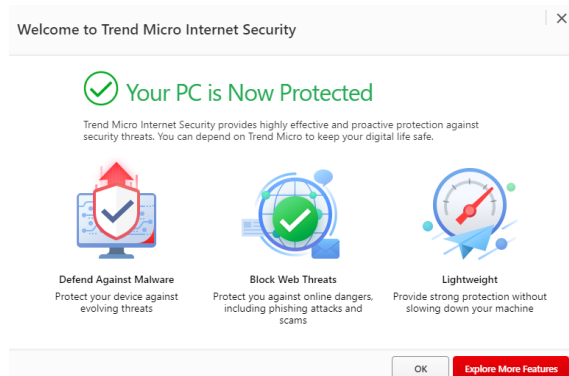 Welcome to Trend Micro Internet Security
Your PC is Now Protected
Trend Micro Internet Security provides highly effective and proactive protection against
security threats. You can depend on Trend Micro to keep your digital life safe.
Defend Against Malware
Protect your device against
evolving threats
Block Web Threats
Protect you against online dangers,
including phishing attacks and
scams
Lightweight
Provide strong protection without
slowing down your machine
OK
Explore More Features